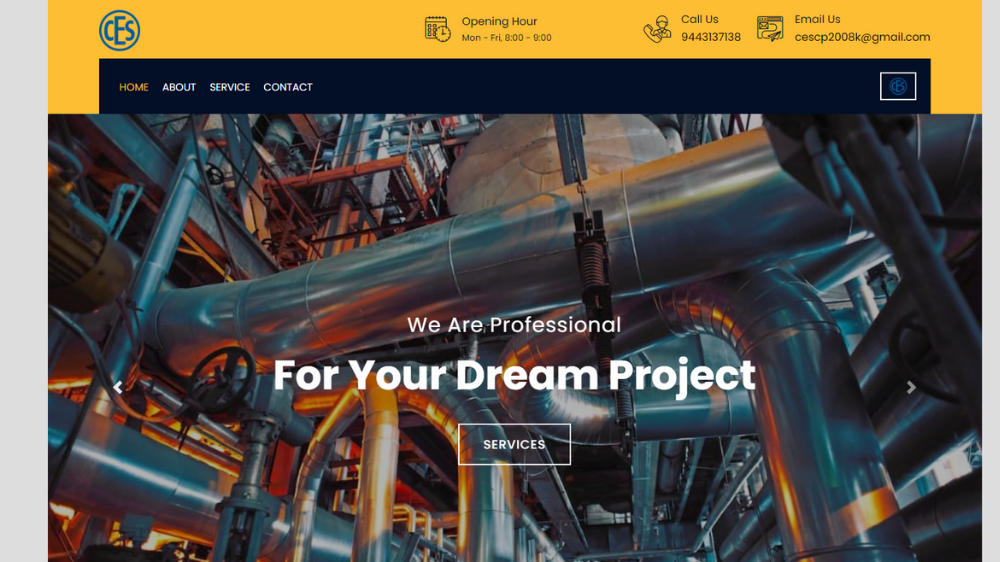 CES
Opening Hour
Mon - Fri, 8:00 - 9:00
Call Us
9443137138
Email Us
cescp2008k@gmail.com
HOME ABOUT SERVICE CONTACT
CES
We Are Professional
For Your Dream Project
SERVICES